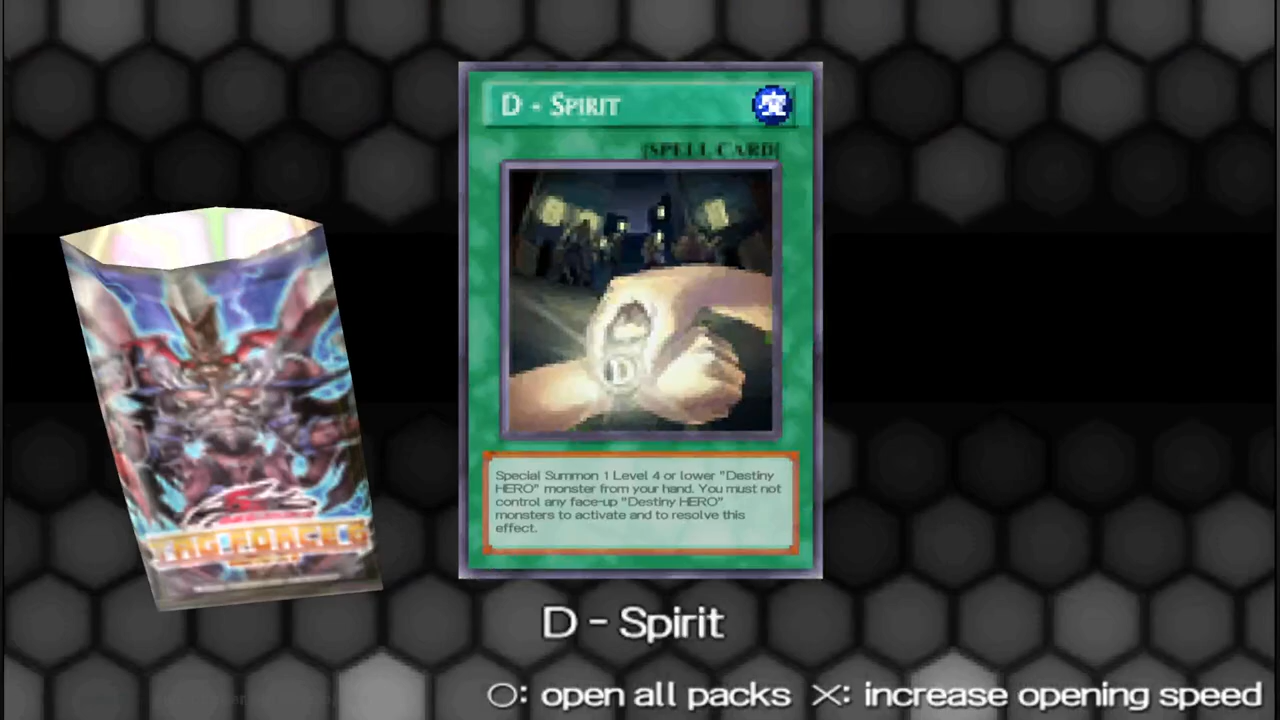 D - Spirit
[SPELL CARD]
D
Special Summon 1 Level 4 or lower "Destiny
HERO" monster from your hand. You must not
control any face-up "Destiny HERO"
monsters to activate and to resolve this
effect.
D - Spirit
O: open all packs X: increase opening speed